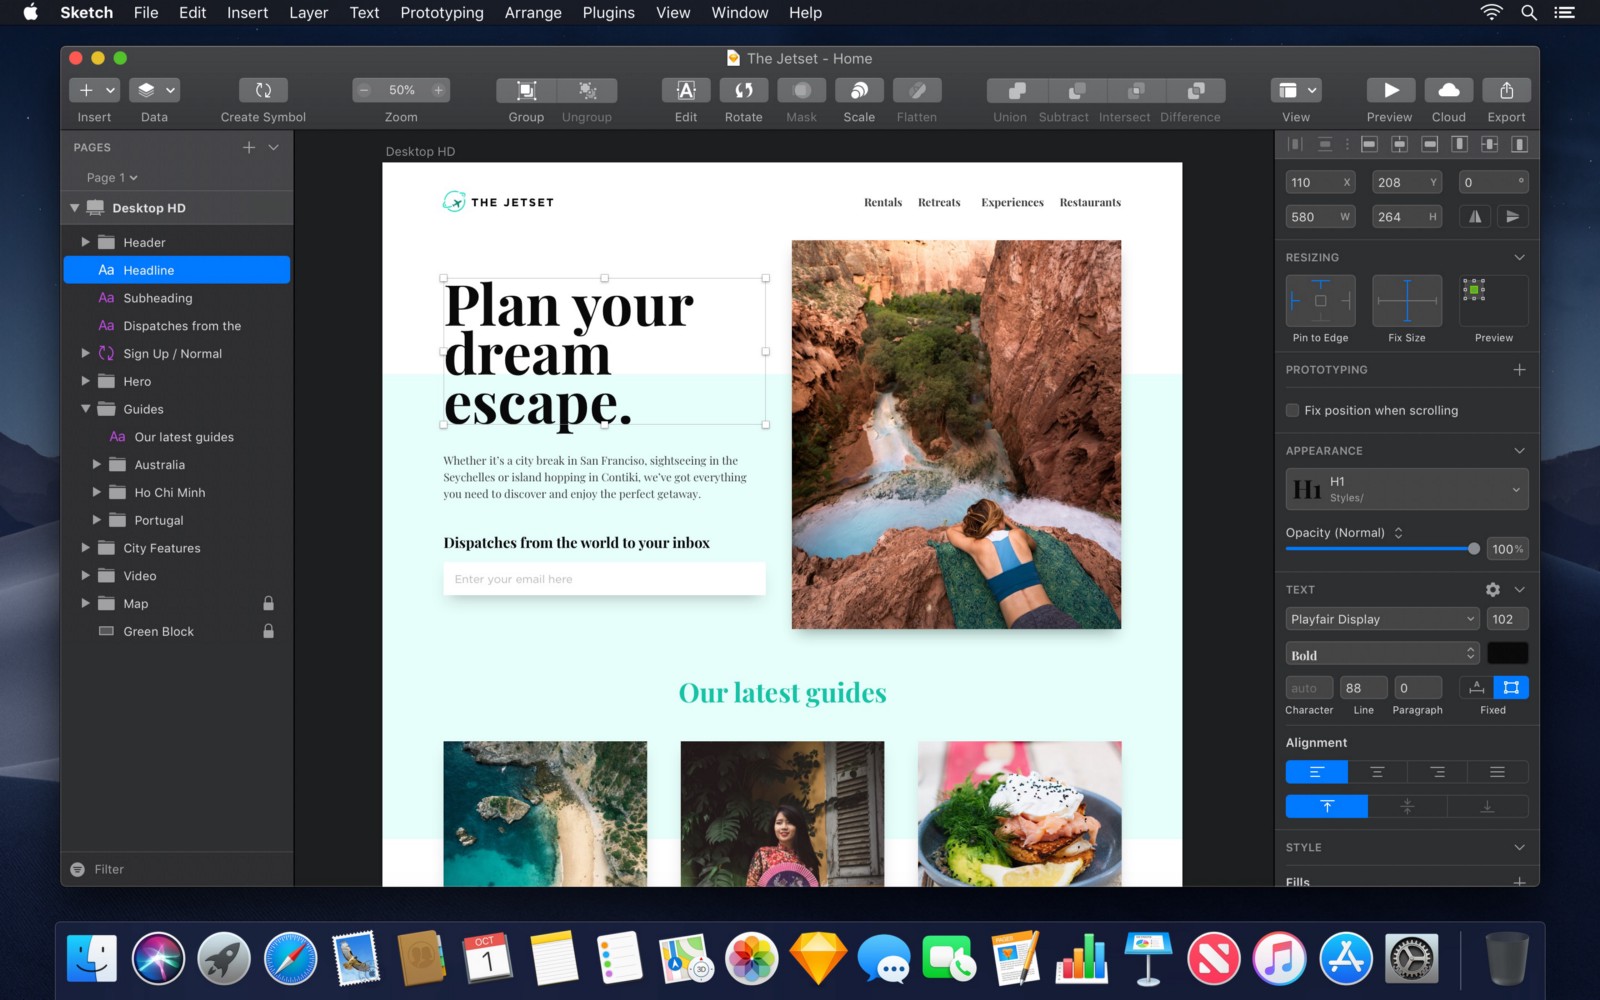 Sketch File Edit Insert Layer Text Prototyping Arrange Plugins View Window Help
The Jetset - Home
50%
Insert Data Create Symbol Zoom Group Ungroup Edit Rotate Mask Scale Flatten Union Subtract Intersect Difference View Preview Cloud Export
PAGES
Page 1
Desktop HD
Header
Headline
Subheading
Dispatches from the
Sign Up / Normal
Hero
Guides
Our latest guides
Australia
Ho Chi Minh
Portugal
City Features
Video
Map
Green Block
Filter
Desktop HD
THE JETSET
Rentals Retreats Experiences Restaurants
Plan your
dream
escape.
Whether it's a city break in San Franciso, sightseeing in the
Seychelles or island hopping in Contiki, we've got everything
you need to discover and enjoy the perfect getaway.
Dispatches from the world to your inbox
Enter your email here
Our latest guides
110 X 208 Y 0 °
580 W 264 H
RESIZING
Pin to Edge Fix Size Preview
PROTOTYPING
Fix position when scrolling
APPEARANCE
H1 H1
Styles/
Opacity (Normal)
100%
TEXT
Playfair Display 102
Bold
auto 88 0
Character Line Paragraph Fixed
Alignment
STYLE
Fills
OCT
1
3D
PAGES